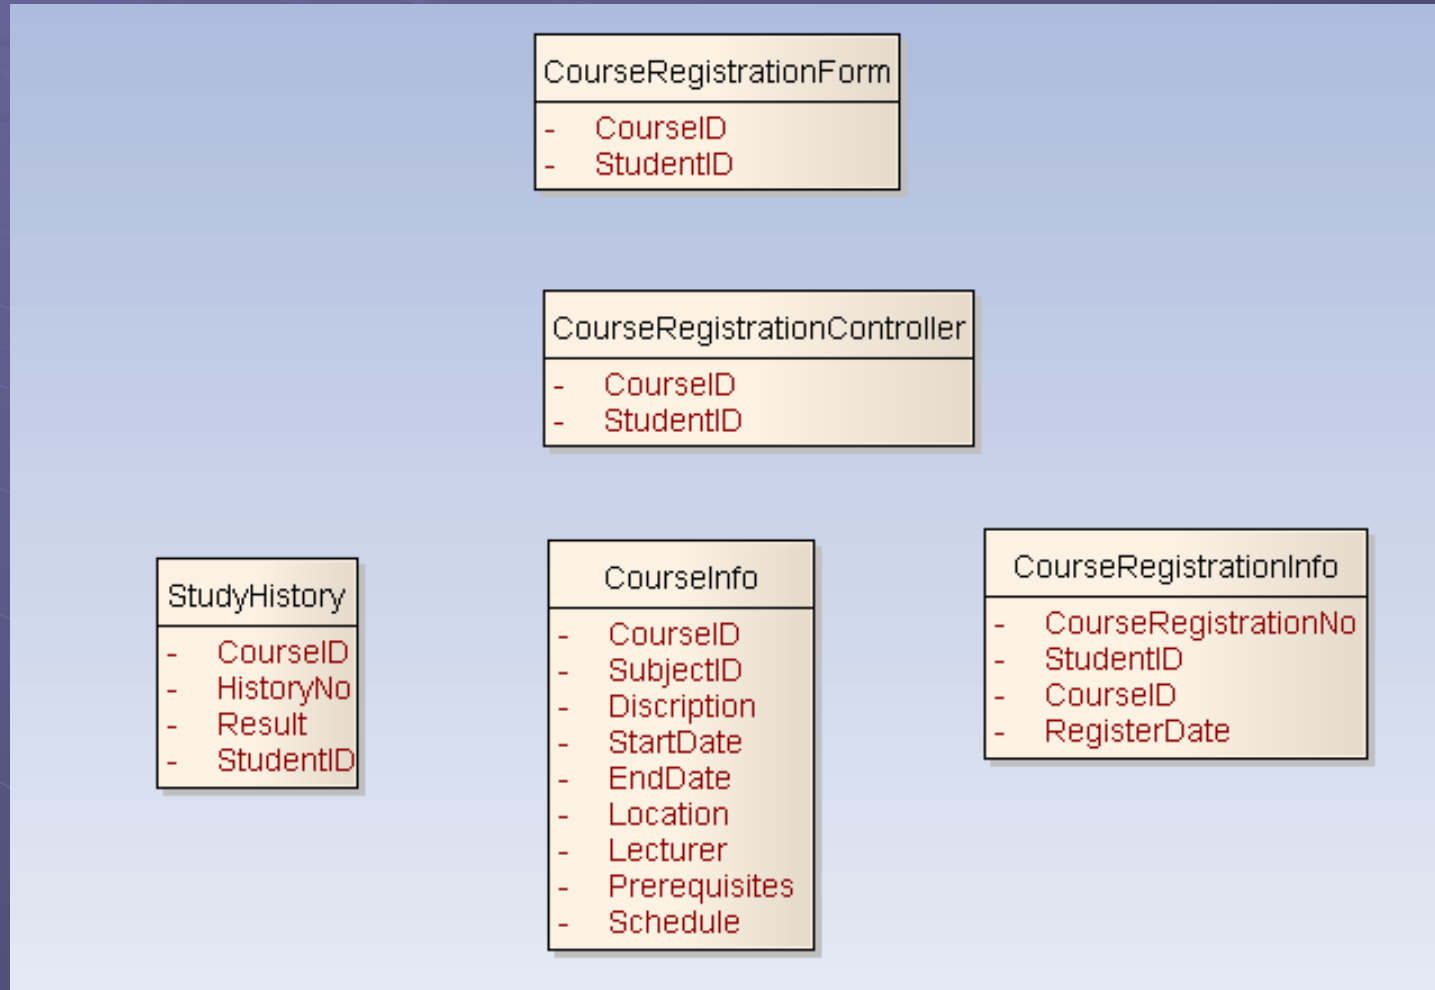 CourseRegistrationForm
- CourseID
- StudentID
CourseRegistrationController
- CourseID
- StudentID
StudyHistory
- CourseID
- HistoryNo
- Result
- StudentID
CourseInfo
- CourseID
- SubjectID
- Discription
- StartDate
- EndDate
- Location
- Lecturer
- Prerequisites
- Schedule
CourseRegistrationInfo
- CourseRegistrationNo
- StudentID
- CourseID
- RegisterDate